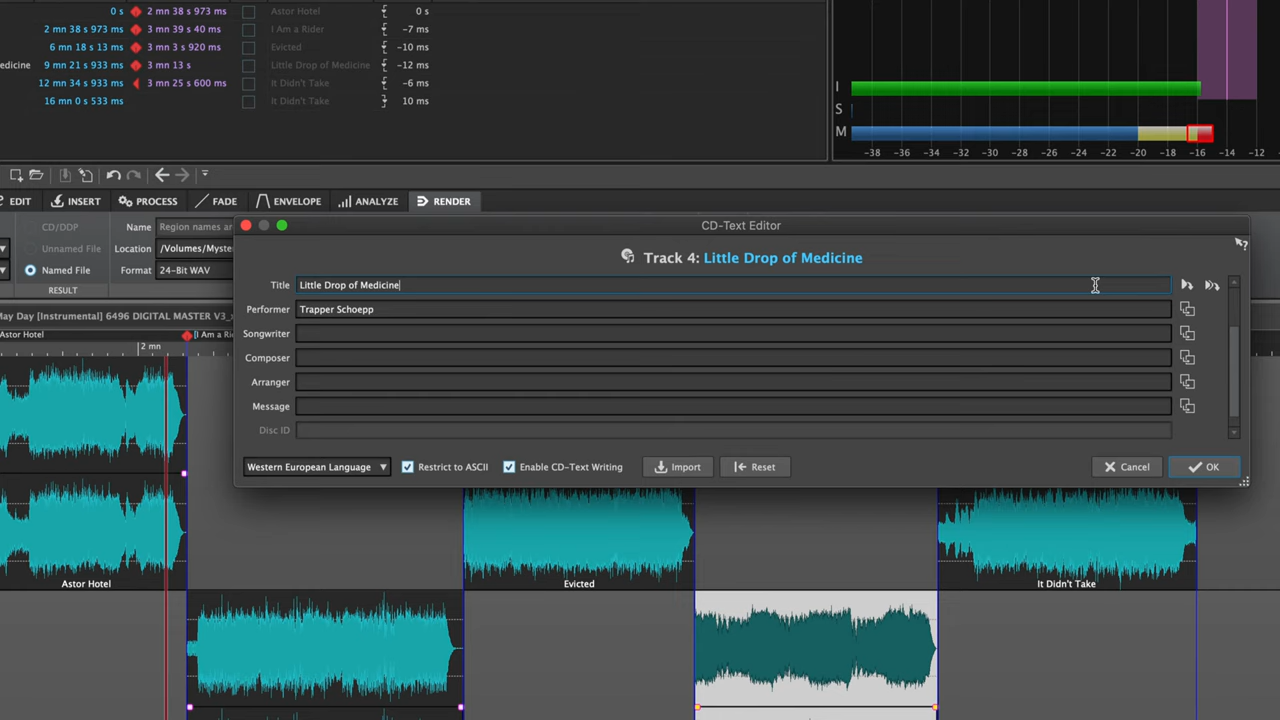 0 s 2 mn 38 s 973 ms Astor Hotel 0 s
2 mn 38 s 973 ms 3 mn 39 s 40 ms I Am a Rider -7 ms
6 mn 18 s 13 ms 3 mn 3 s 920 ms Evicted -10 ms
edicine 9 mn 21 s 933 ms 3 mn 13 s Little Drop of Medicine -12 ms
12 mn 34 s 933 ms 3 mn 25 s 600 ms It Didn't Take -6 ms
16 mn 0 s 533 ms It Didn't Take 10 ms
I
S
M
-38 -36 -34 -32 -30 -28 -26 -24 -22 -20 -18 -16 -14 -12
EDIT INSERT PROCESS FADE ENVELOPE ANALYZE RENDER
CD/DDP Name Region names ar
Unnamed File Location /Volumes/Myste
Named File Format 24-Bit WAV
RESULT
CD-Text Editor
Track 4: Little Drop of Medicine
Title Little Drop of Medicine
Performer Trapper Schoepp
Songwriter
Composer
Arranger
Message
Disc ID
Western European Language Restrict to ASCII Enable CD-Text Writing Import Reset Cancel OK
May Day [Instrumental] 6496 DIGITAL MASTER V3_x
Astor Hotel [I Am a Ri
2 mn
Astor Hotel Evicted It Didn't Take